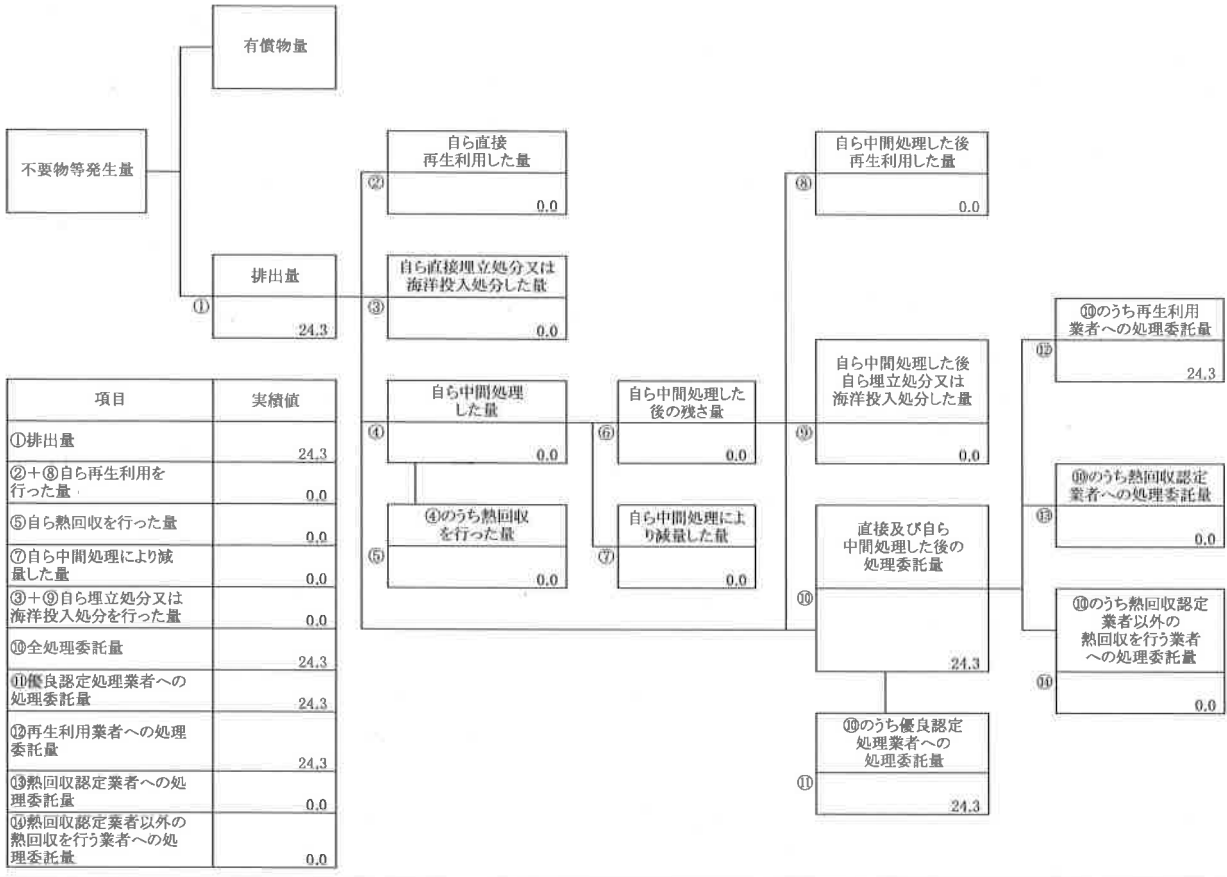 有償物量
不要物等発生量
排出量
①
24.3
自ら直接
再生利用した量
②
0.0
自ら直接埋立処分又は
海洋投入処分した量
③
0.0
自ら中間処理
した量
④
0.0
④のうち熱回収
を行った量
⑤
0.0
自ら中間処理した
後の残さ量
⑥
0.0
自ら中間処理によ
り減量した量
⑦
0.0
自ら中間処理した後
再生利用した量
⑧
0.0
自ら中間処理した後
自ら埋立処分又は
海洋投入処分した量
⑨
0.0
直接及び自ら
中間処理した後の
処理委託量
⑩
24.3
⑩のうち優良認定
処理業者への
処理委託量
⑪
24.3
⑩のうち再生利用
業者への処理委託量
⑫
24.3
⑩のうち熱回収認定
業者への処理委託量
⑬
0.0
⑩のうち熱回収認定
業者以外の
熱回収を行う業者
への処理委託量
⑭
0.0
項目 実績値
①排出量
24.3
②+⑧自ら再生利用を
行った量
0.0
⑤自ら熱回収を行った量
0.0
⑦自ら中間処理により減
量した量
0.0
③+⑨自ら埋立処分又は
海洋投入処分を行った量
0.0
⑩全処理委託量
24.3
⑪優良認定処理業者への
処理委託量
24.3
⑫再生利用業者への処理
委託量
24.3
⑬熱回収認定業者への処
理委託量
0.0
⑭熱回収認定業者以外の
熱回収を行う業者への処
理委託量
0.0